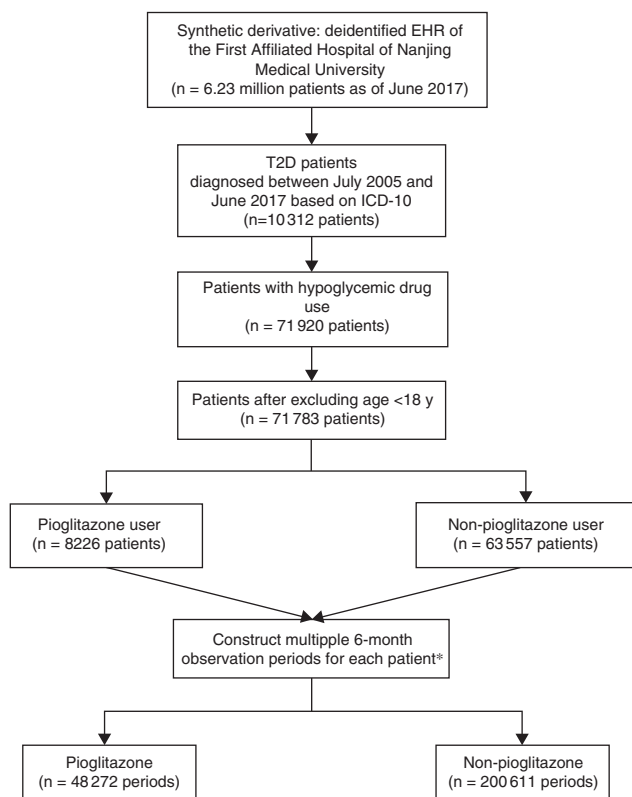 Synthetic derivative: deidentified EHR of
the First Affiliated Hospital of Nanjing
Medical University
(n = 6.23 million patients as of June 2017)
T2D patients
diagnosed between July 2005 and
June 2017 based on ICD-10
(n=10 312 patients)
Patients with hypoglycemic drug
use
n = 71 920 patients)
Patients after excluding age <18 y
(n = 71 783 patients)
Pioglitazone user
(n = 8226 patients)
Non-pioglitazone user
(n = 63 557 patients)
Construct multipple 6-month
observation periods for each patient*
Pioglitazone
(n = 48 272 periods)
Non-pioglitazone
(n = 200 611 periods)